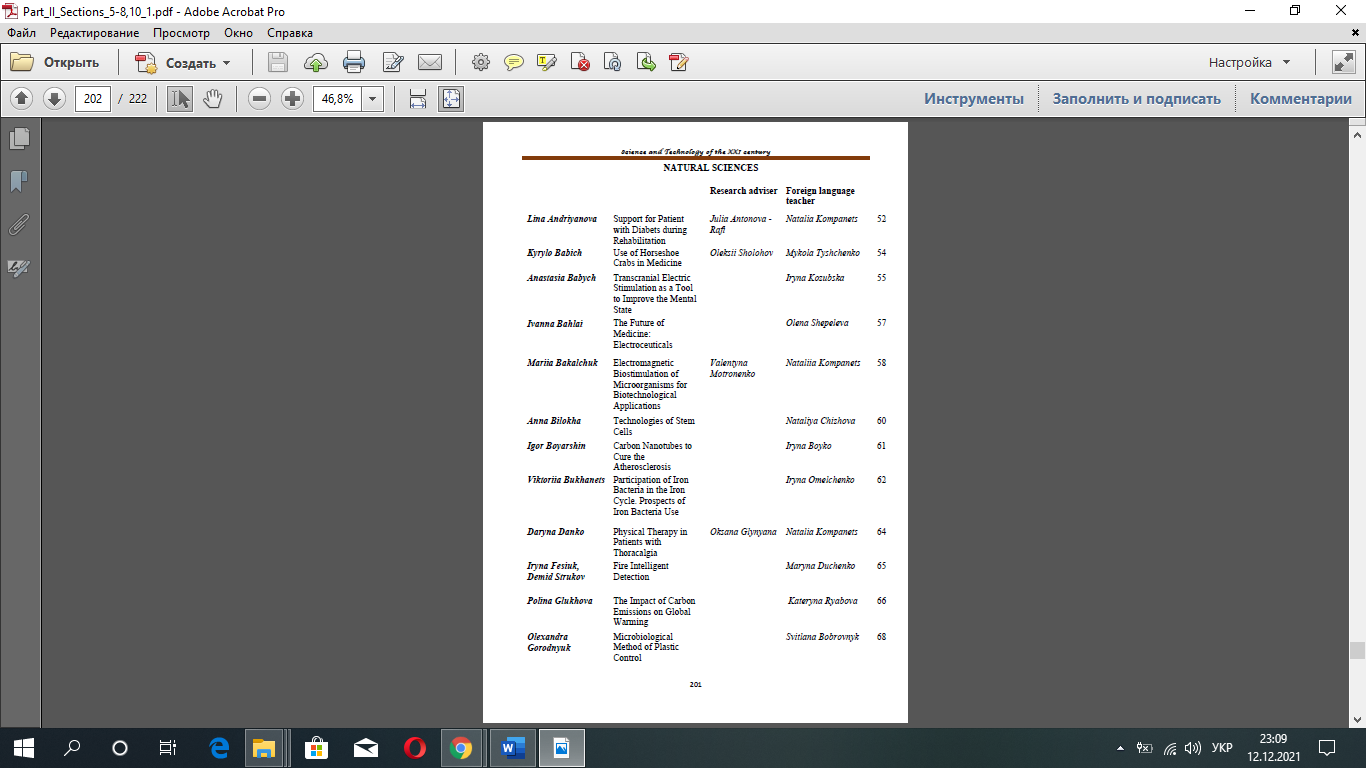 Part_II_Sections_5-8,10_1.pdf - Adobe Acrobat Pro
Файл Редактирование Просмотр Окно Справка
Открыть Создать Настройка
202 / 222 46,8% Инструменты Заполнить и подписать Комментарии
Science and Technology of the XXI century
NATURAL SCIENCES
Research adviser Foreign language
teacher
Lina Andriyanova Support for Patient Julia Antonova - Natalia Kompanets 52
with Diabets during Rafl
Rehabilitation
Kyrylo Babich Use of Horseshoe Oleksii Sholohov Mykola Tyshchenko 54
Crabs in Medicine
Anastasia Babych Transcranial Electric Iryna Kozubska 55
Stimulation as a Tool
to Improve the Mental
State
Ivanna Bahlai The Future of Olena Shepeleva 57
Medicine:
Electroceuticals
Mariia Bakalchuk Electromagnetic Valentyna Nataliia Kompanets 58
Biostimulation of Motronenko
Microorganisms for
Biotechnological
Applications
Anna Bilokha Technologies of Stem Nataliya Chizhova 60
Cells
Igor Boyarshin Carbon Nanotubes to Iryna Boyko 61
Cure the
Atherosclerosis
Viktoriia Bukhanets Participation of Iron Iryna Omelchenko 62
Bacteria in the Iron
Cycle. Prospects of
Iron Bacteria Use
Daryna Danko Physical Therapy in Oksana Glynyana Natalia Kompanets 64
Patients with
Thoracalgia
Iryna Fesiuk, Fire Intelligent Maryna Duchenko 65
Demid Strukov Detection
Polina Glukhova The Impact of Carbon Kateryna Ryabova 66
Emissions on Global
Warming
Olexandra Microbiological Svitlana Bobrovnyk 68
Gorodnyuk Method of Plastic
Control
201
УКР 23:09
12.12.2021